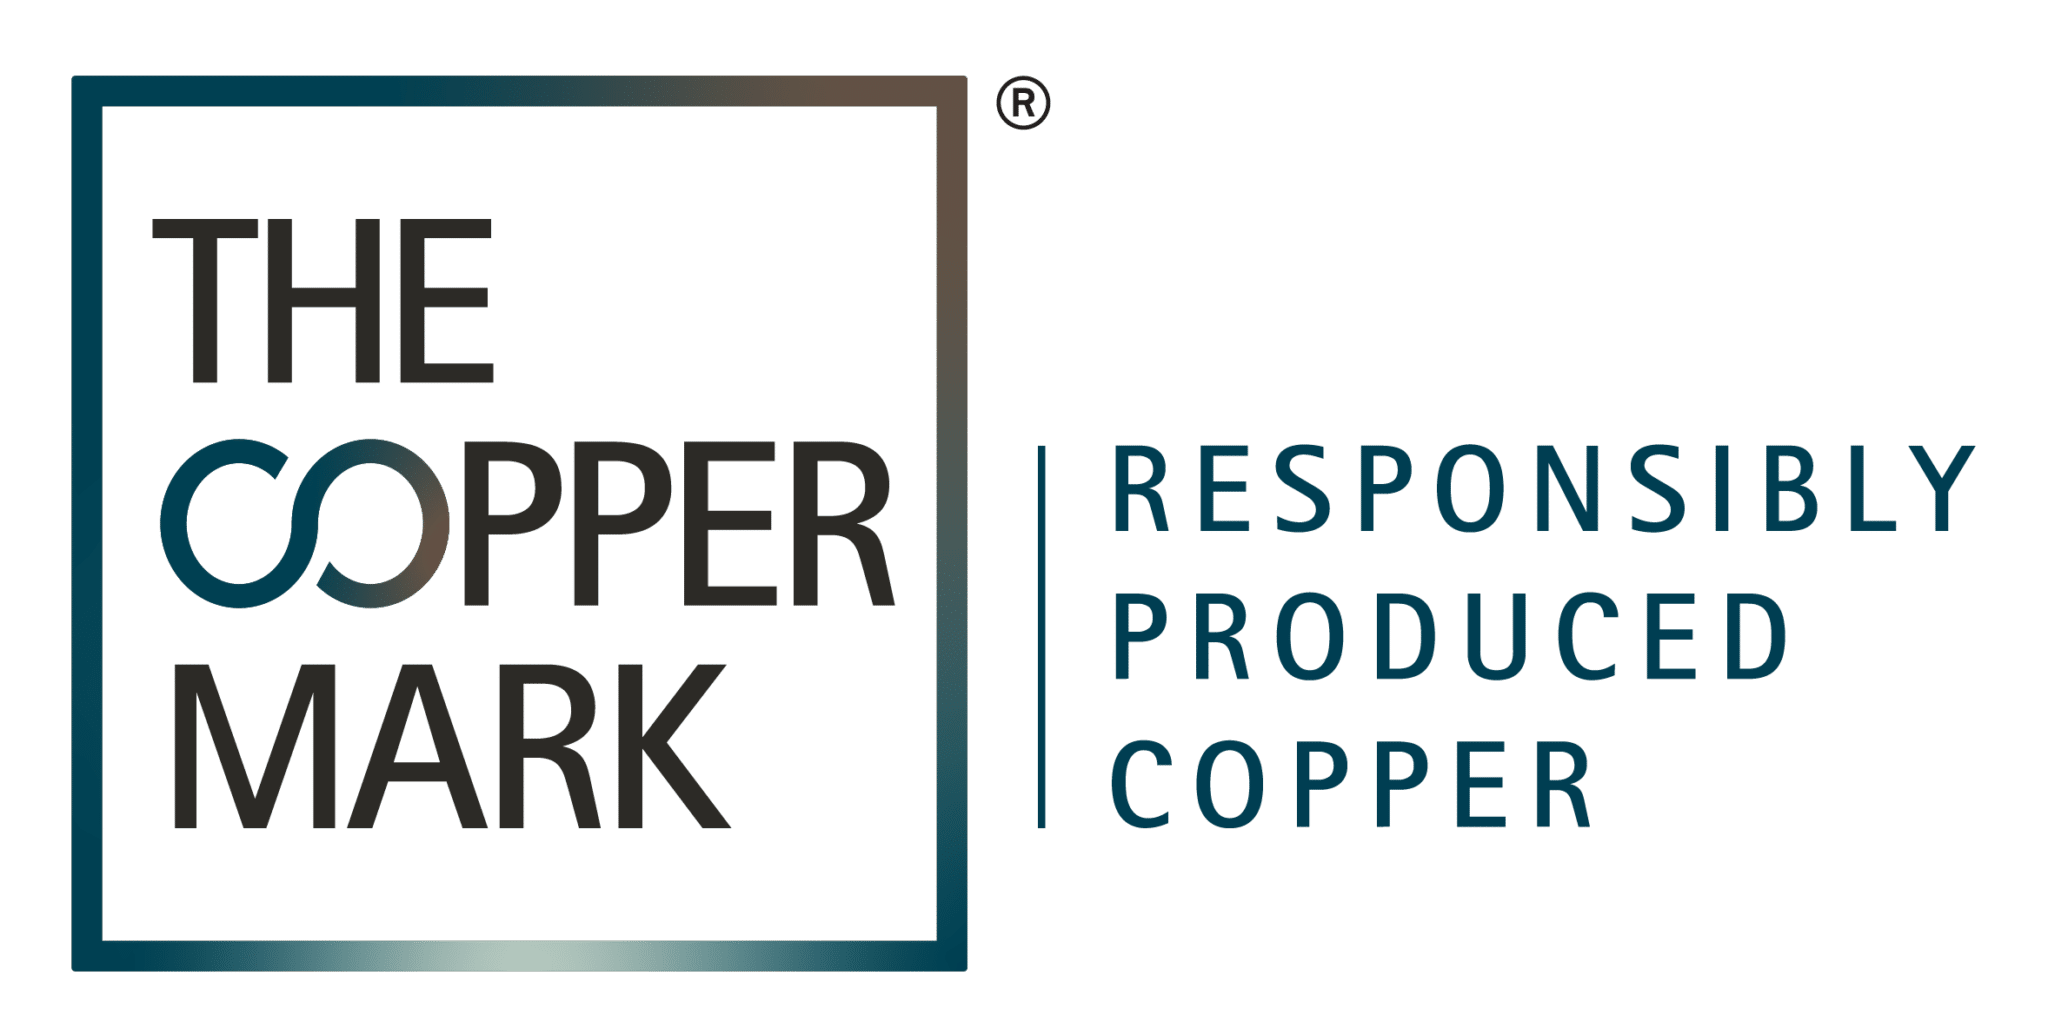 THE
COPPER
MARK
®
RESPONSIBLY
PRODUCED
COPPER